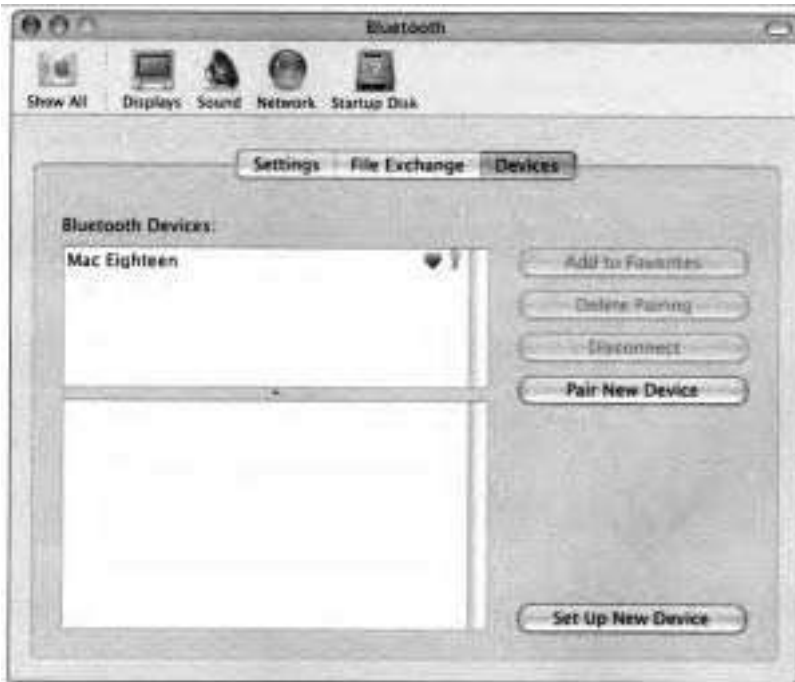 Bluetooth
Show All Displays Sound Network Startup Disk
Settings File Exchange Devices
Bluetooth Devices:
Mac Eighteen
Add to Favorites
Delete Pairing
Disconnect
Pair New Device
Set Up New Device